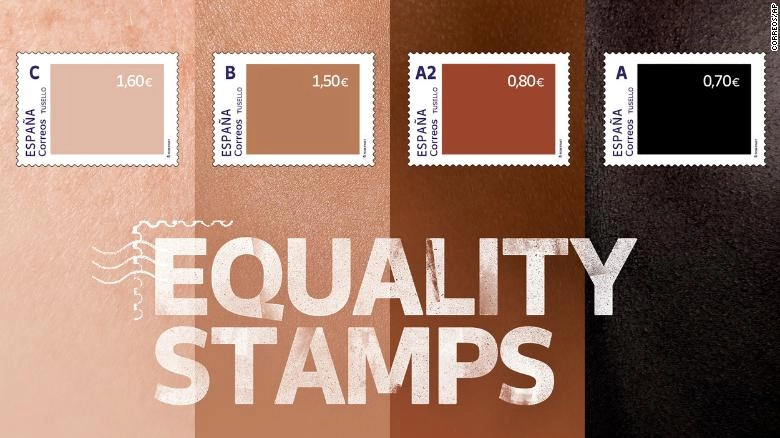 C
1,60€
ESPAÑA
Correos TUSELLO
B
1,50€
ESPAÑA
Correos TUSELLO
A2
0,80€
ESPAÑA
Correos TUSELLO
A
0,70€
ESPAÑA
Correos TUSELLO
CORREOS/AP
EQUALITY
STAMPS